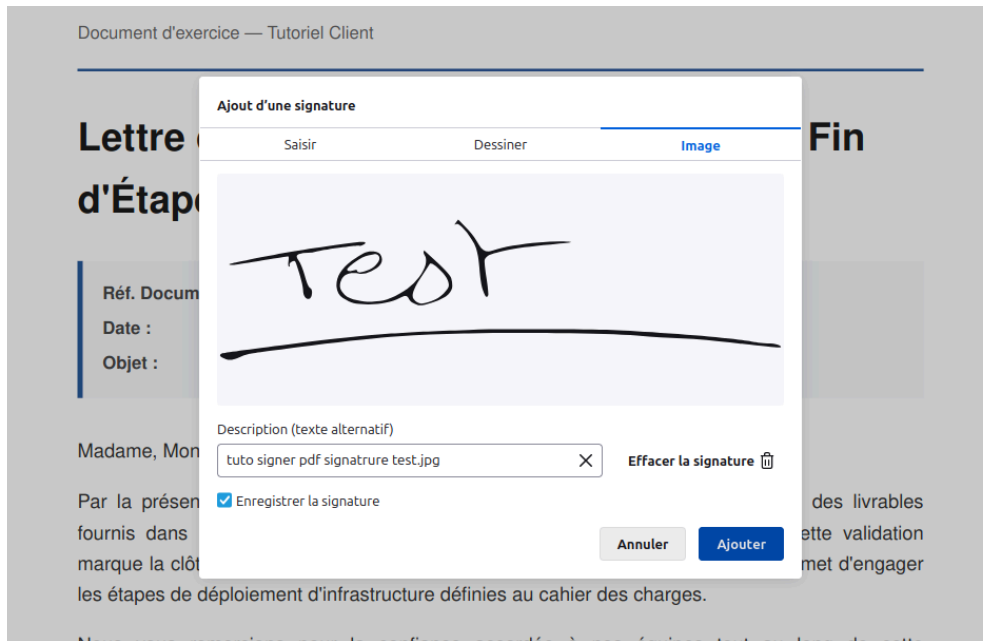 Document d'exercice — Tutoriel Client
Ajout d'une signature
Lettre Fin
Saisir Dessiner Image
d'Étap
Test
Réf. Docum
Date :
Objet :
Description (texte alternatif)
Madame, Mon
tuto signer pdf signatrure test.jpg
Effacer la signature
Enregistrer la signature
Par la présen des livrables
fournis dans ette validation
Annuler Ajouter
marque la clôt met d'engager
les étapes de déploiement d'infrastructure définies au cahier des charges.